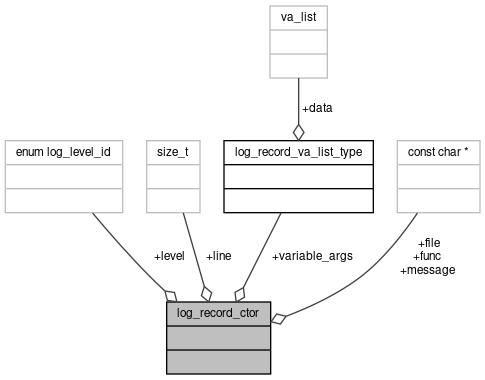 va_list
+data
enum log_level_id
size_t
log_record_va_list_type
const char *
+level
+line
+variable_args
+file
+func
+message
log_record_ctor